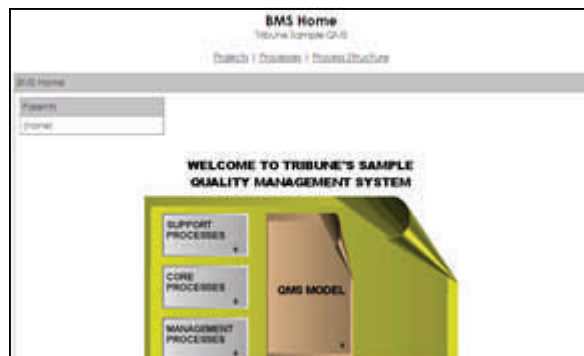 BMS Home
Tribune Sample QMS
Projects | Processes | Process Structure
BMS Home
Parents
(none)
WELCOME TO TRIBUNE'S SAMPLE
QUALITY MANAGEMENT SYSTEM
SUPPORT
PROCESSES
CORE
PROCESSES
QMS MODEL
MANAGEMENT
PROCESSES